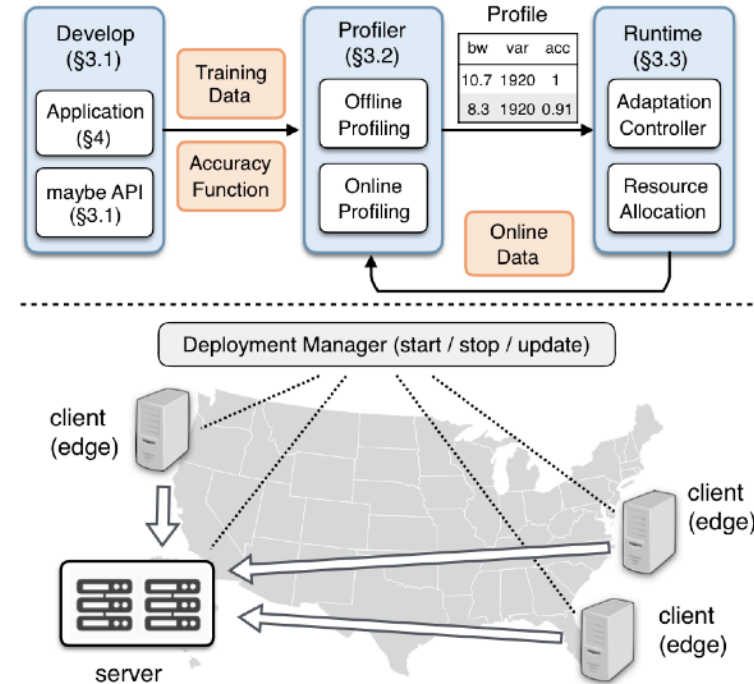 Develop
(§3.1)
Application
(§4)
maybe API
(§3.1)
Training
Data
Accuracy
Function
Profiler
(§3.2)
Offline
Profiling
Online
Profiling
Profile
bw var acc
10.7 1920 1
8.3 1920 0.91
Online
Data
Runtime
(§3.3)
Adaptation
Controller
Resource
Allocation
Deployment Manager (start / stop / update)
client
(edge)
client
(edge)
client
(edge)
server